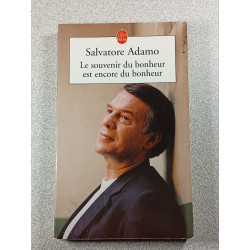 Salvatore Adamo
Le souvenir du bonheur
est encore du bonheur